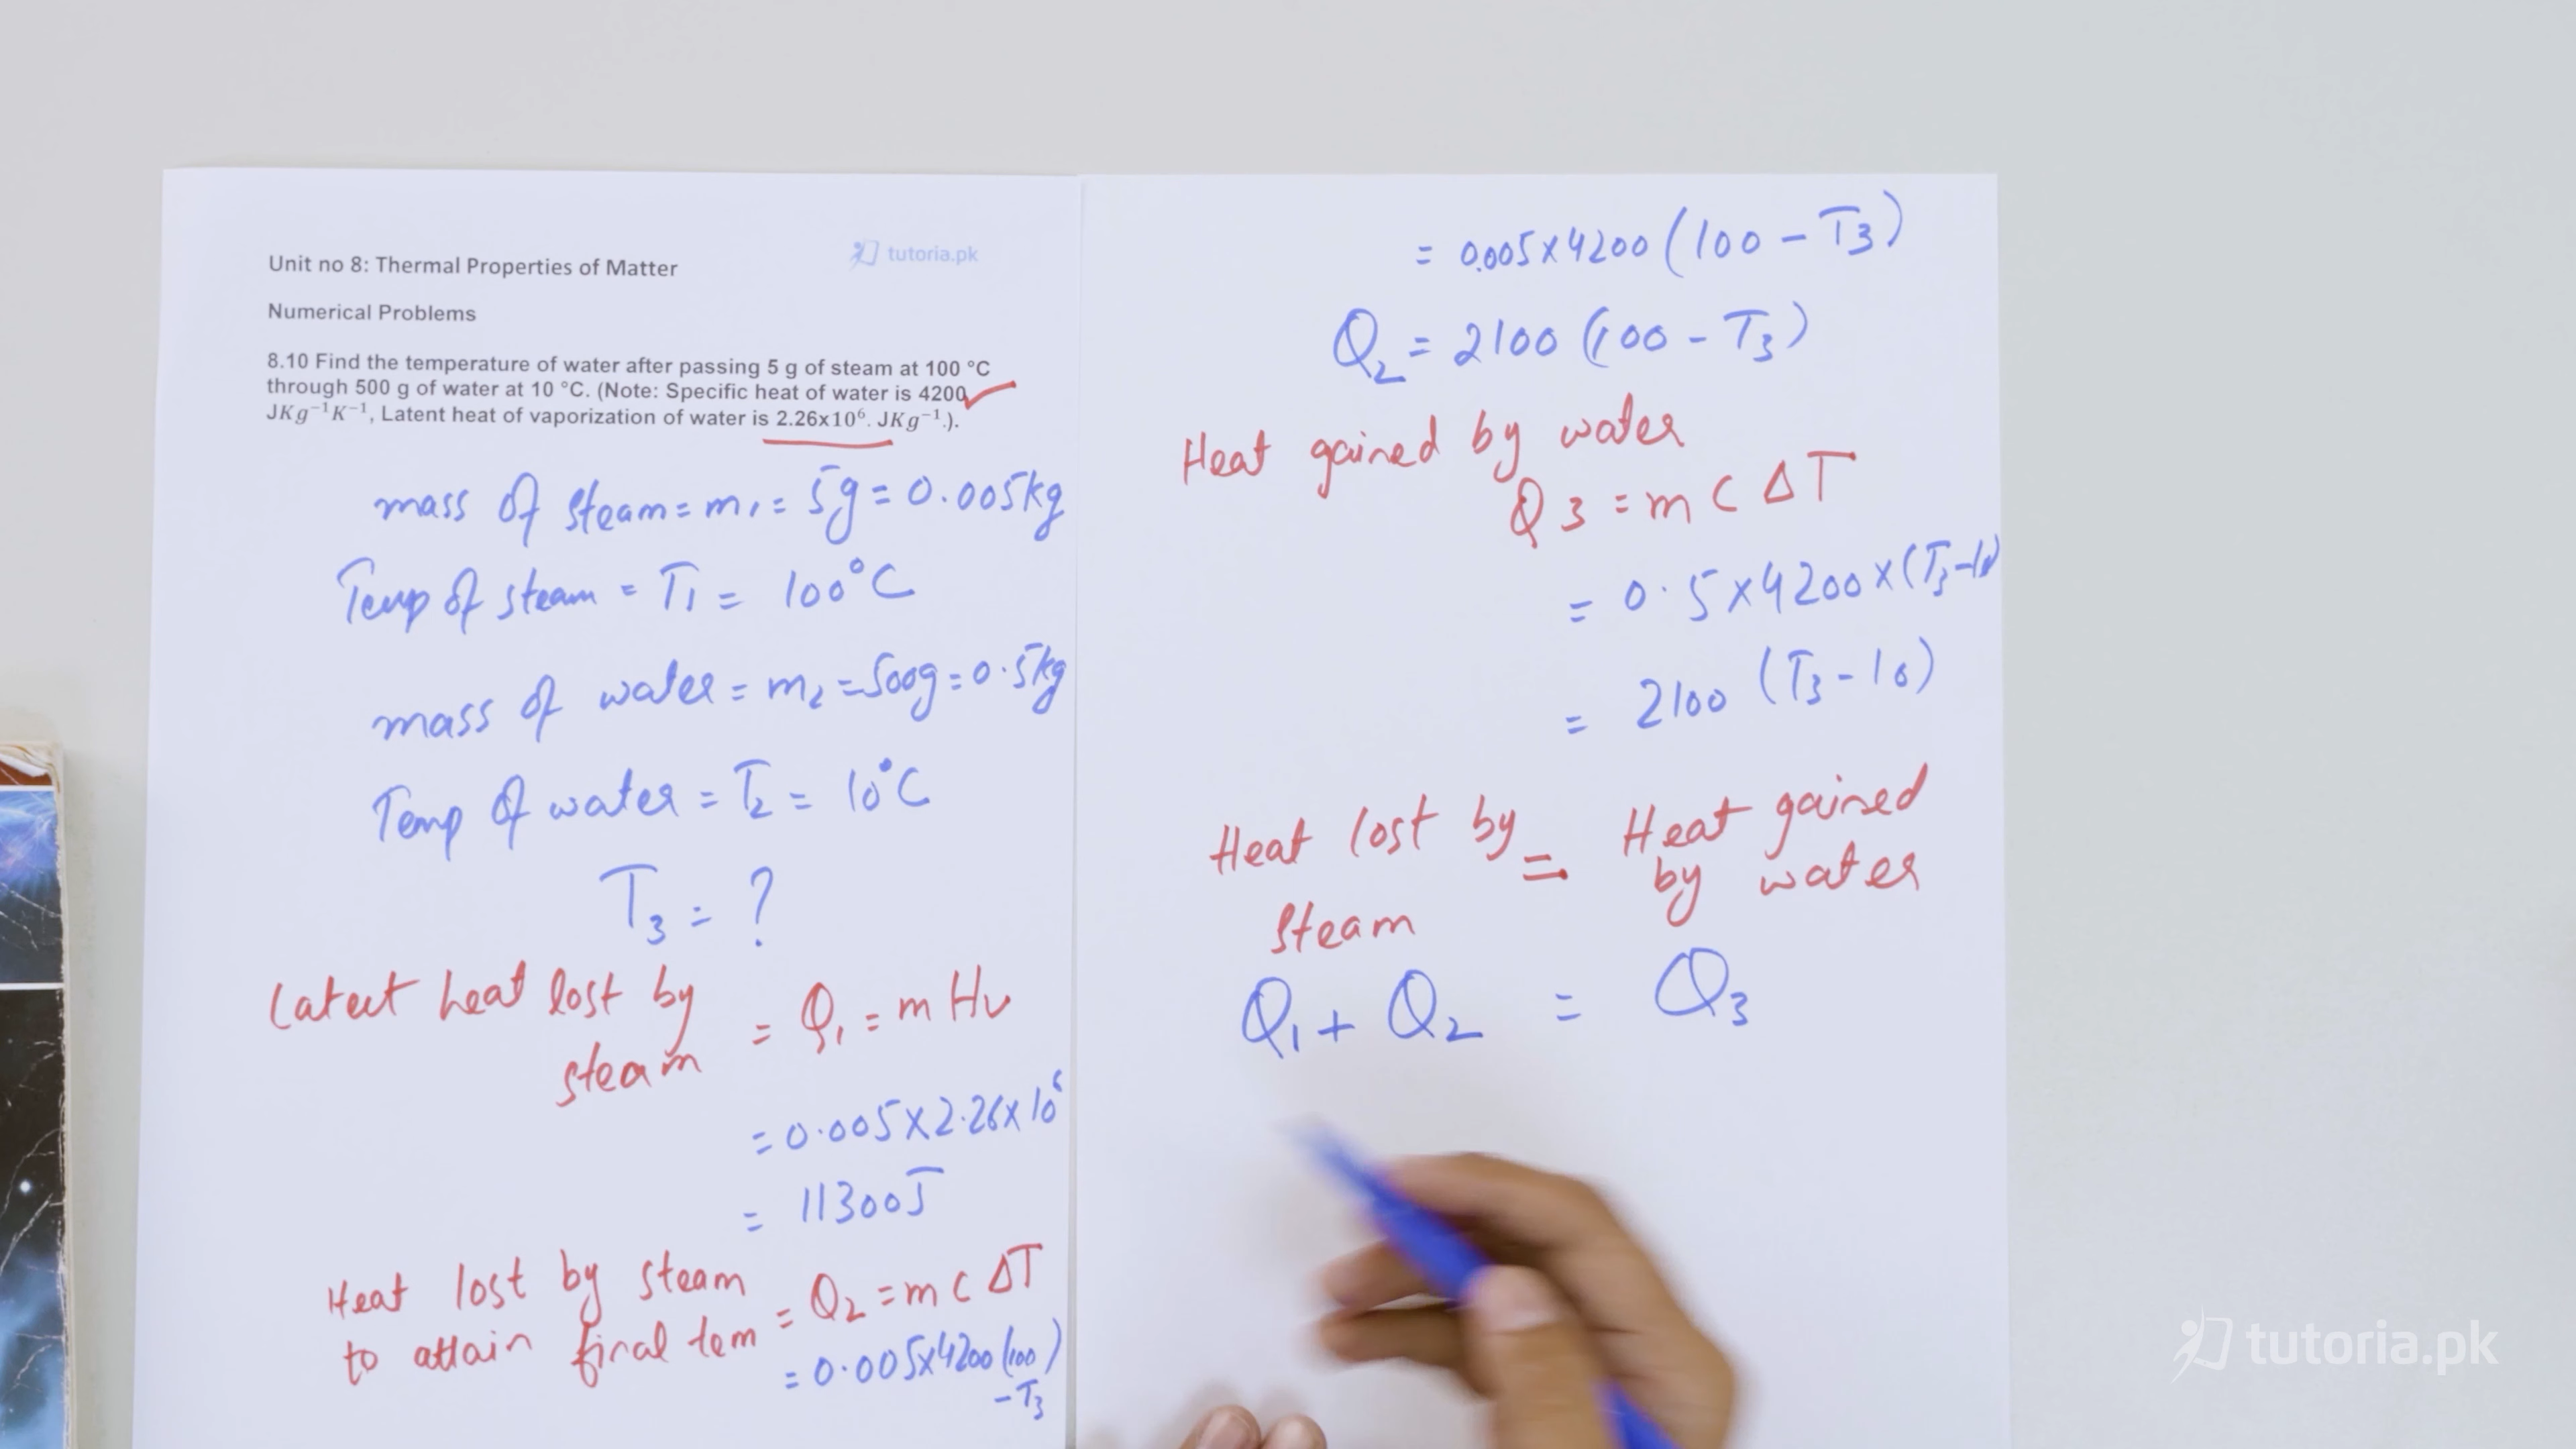 Unit no 8: Thermal Properties of Matter
tutoria.pk
Numerical Problems
8.10 Find the temperature of water after passing 5 g of steam at 100 °C
through 500 g of water at 10 °C. (Note: Specific heat of water is 4200
JKg⁻¹K⁻¹, Latent heat of vaporization of water is 2.26x10⁶. JKg⁻¹.).
mass of steam = m₁ = 5g = 0.005kg
Temp of steam = T₁ = 100°C
mass of water = m₂ = 500g = 0.5kg
Temp of water = T₂ = 10°C
T₃ = ?
Latent heat lost by
steam
= Q₁ = m Hv
= 0.005 × 2.26 × 10⁶
= 11300J
Heat lost by steam
to attain final tem
= Q₂ = m c ΔT
= 0.005×4200 (100
- T₃)
= 0.005×4200 (100 - T₃)
Q₂ = 2100 (100 - T₃)
Heat gained by water
Q₃ = m c ΔT
= 0.5×4200×(T₃-10)
= 2100 (T₃ - 10)
Heat lost by
steam
= Heat gained
by water
Q₁ + Q₂ = Q₃
tutoria.pk